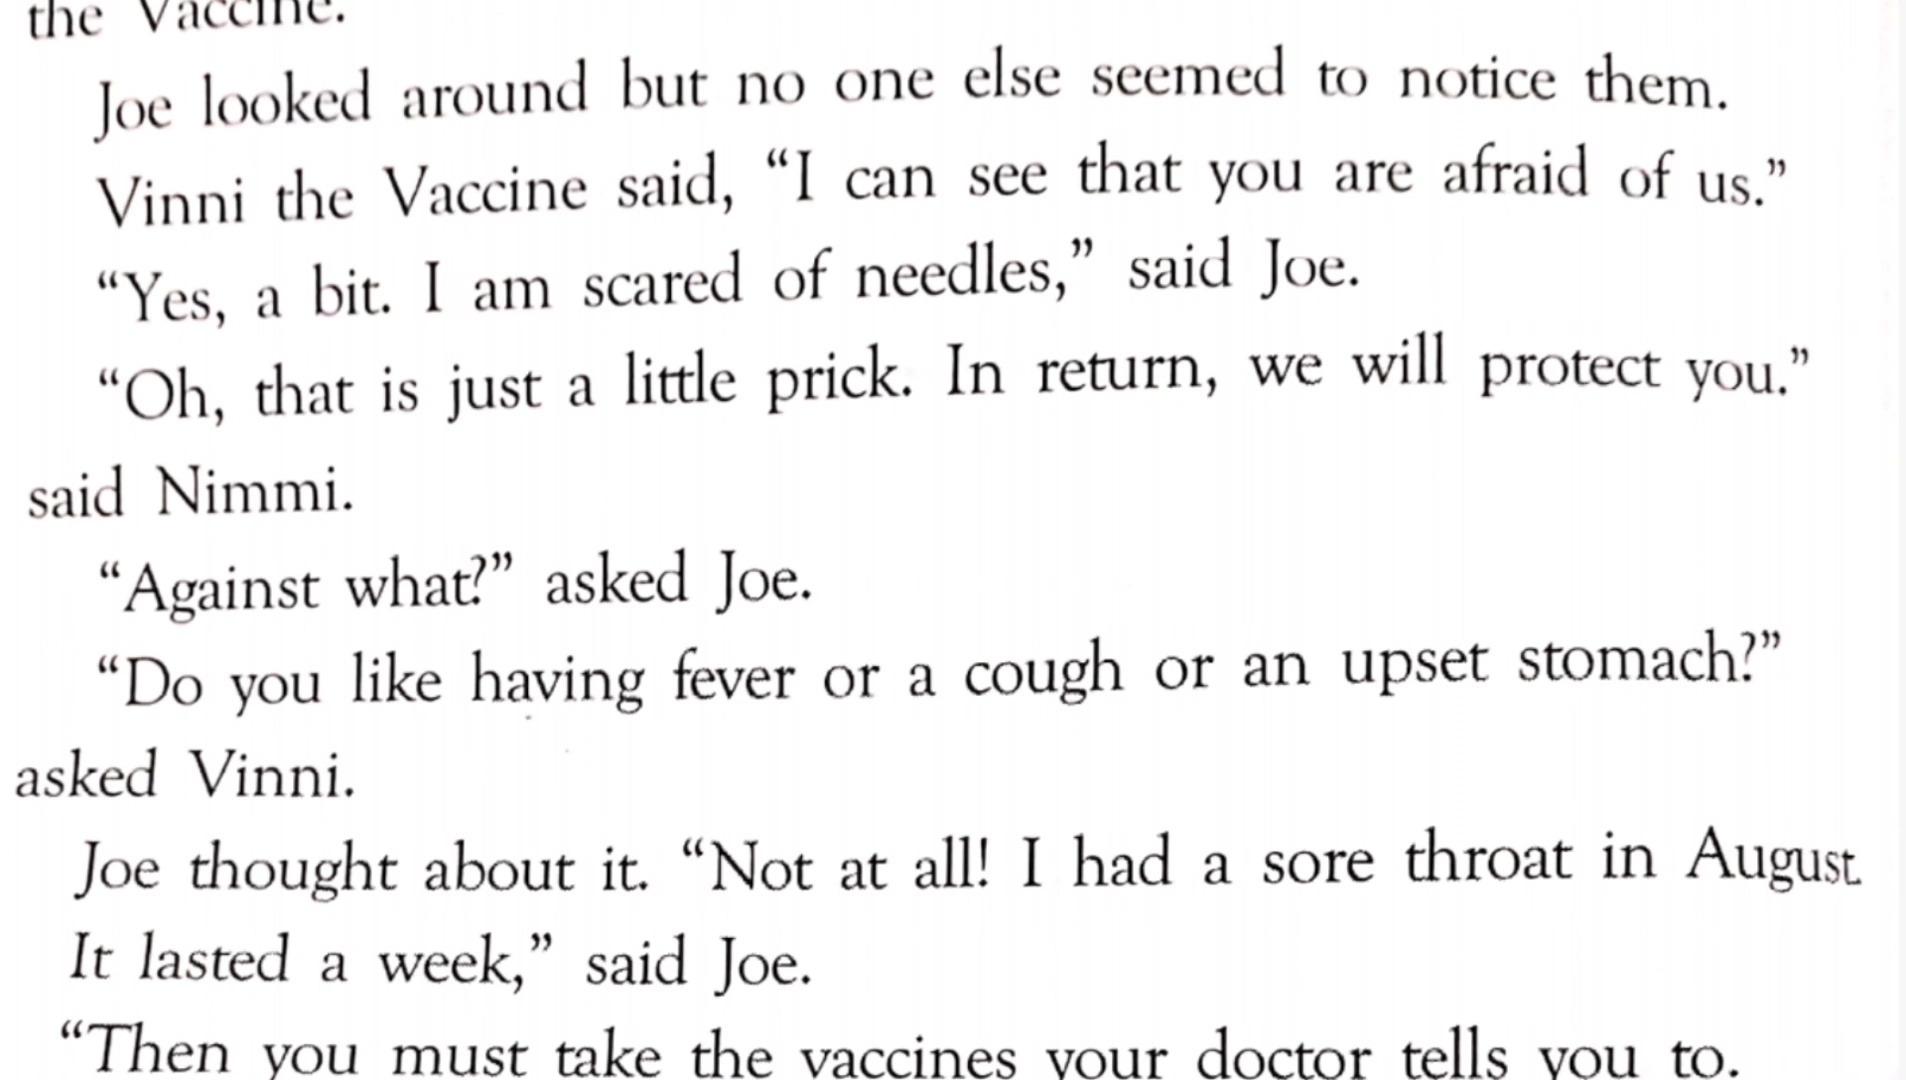 the Vaccine.
Joe looked around but no one else seemed to notice them.
Vinni the Vaccine said, “I can see that you are afraid of us.”
“Yes, a bit. I am scared of needles,” said Joe.
“Oh, that is just a little prick. In return, we will protect you.”
said Nimmi.
“Against what?” asked Joe.
“Do you like having fever or a cough or an upset stomach?”
asked Vinni.
Joe thought about it. “Not at all! I had a sore throat in August.
It lasted a week,” said Joe.
“Then you must take the vaccines your doctor tells you to.